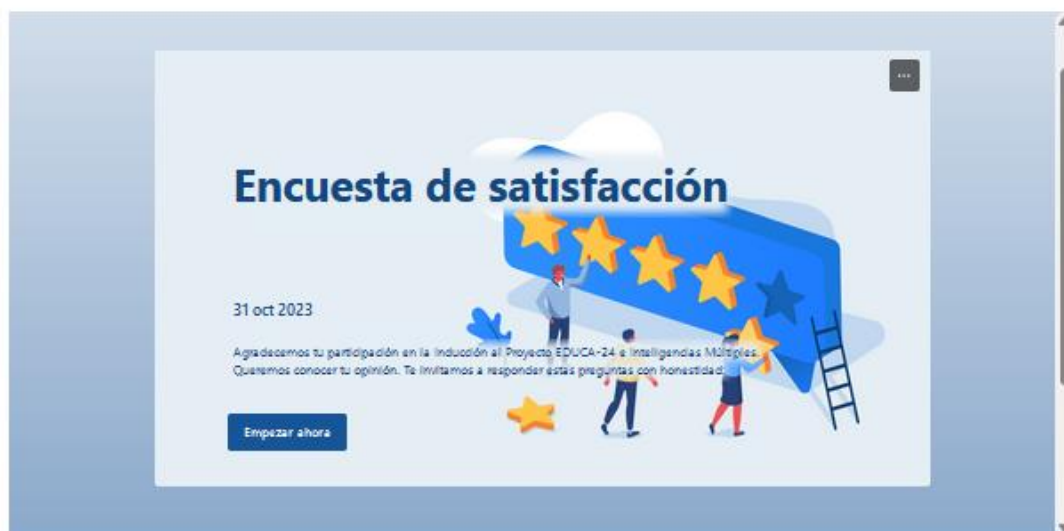 Encuesta de satisfacción
31 oct 2023
Agradecemos tu participación en la Inducción al Proyecto EDUCA-24 e Inteligencias Múltiples.
Queremos conocer tu opinión. Te invitamos a responder estas preguntas con honestidad.
Empezar ahora